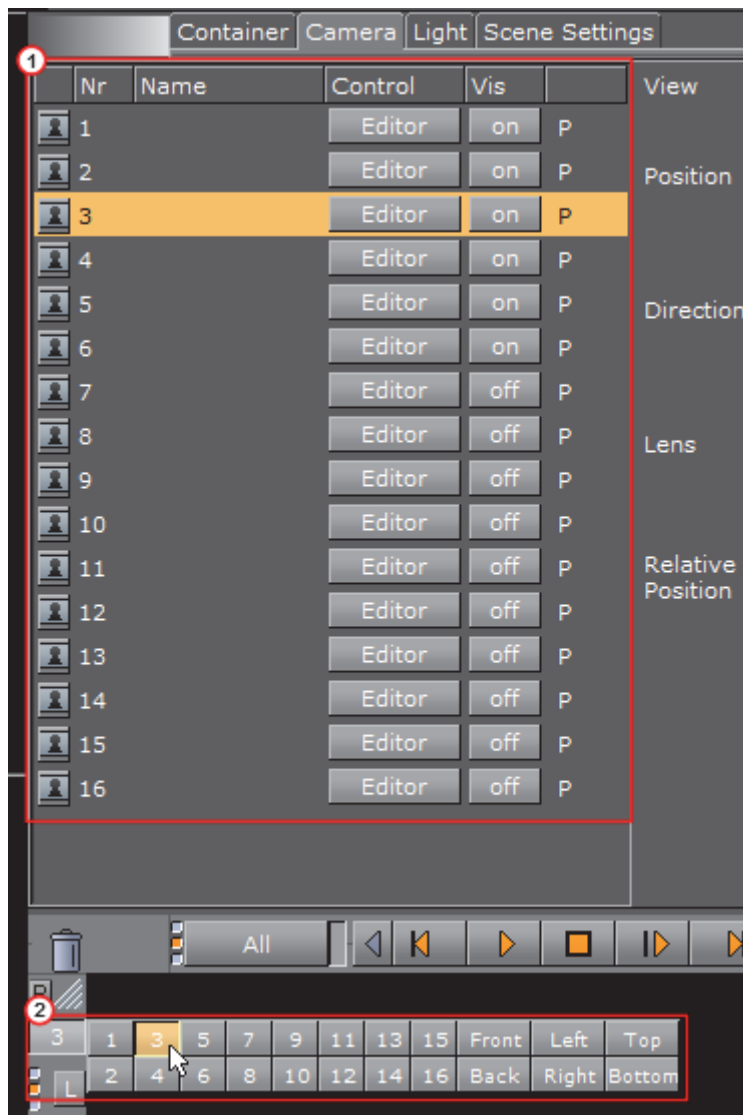 Container Camera Light Scene Settings
1
Nr Name Control Vis View
1 Editor on P
2 Editor on P Position
3 Editor on P
4 Editor on P
5 Editor on P Direction
6 Editor on P
7 Editor off P
8 Editor off P Lens
9 Editor off P
10 Editor off P
11 Editor off P Relative
12 Editor off P Position
13 Editor off P
14 Editor off P
15 Editor off P
16 Editor off P
All
2
3 1 3 5 7 9 11 13 15 Front Left Top
L 2 4 6 8 10 12 14 16 Back Right Bottom